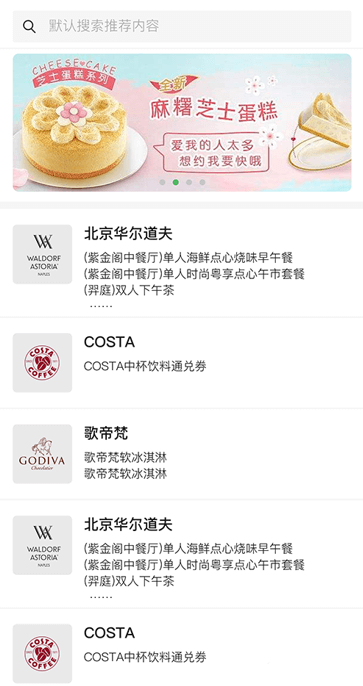 默认搜索推荐内容
CHEESE CAKE
芝士蛋糕系列
全新
麻糬芝士蛋糕
爱我的人太多
想约我要快哦
北京华尔道夫
WALDORF
ASTORIA
NAPLES
(紫金阁中餐厅)单人海鲜点心烧味早午餐
(紫金阁中餐厅)单人时尚粤享点心午市套餐
(羿庭)双人下午茶
······
COSTA
COSTA
COFFEE
COSTA中杯饮料通兑券
歌帝梵
GODIVA
Chocolatier
歌帝梵软冰淇淋
歌帝梵软冰淇淋
北京华尔道夫
WALDORF
ASTORIA
NAPLES
(紫金阁中餐厅)单人海鲜点心烧味早午餐
(紫金阁中餐厅)单人时尚粤享点心午市套餐
(羿庭)双人下午茶
······
COSTA
COSTA
COFFEE
COSTA中杯饮料通兑券